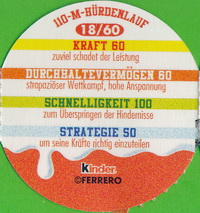 110-M-HÜRDENLAUF
18/60
KRAFT 60
zuviel schadet der Leistung
DURCHHALTEVERMÖGEN 60
strapaziöser Wettkampf, hohe Anspannung
SCHNELLIGKEIT 100
zum Überspringen der Hindernisse
STRATEGIE 50
um seine Kräfte richtig einzuteilen
Kinder
©FERRERO